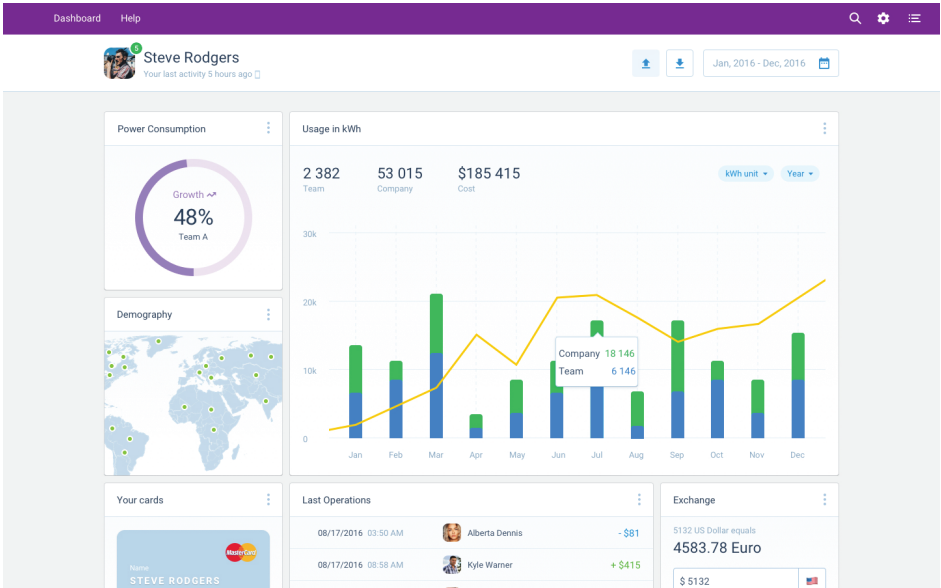 Dashboard Help
5
Steve Rodgers
Your last activity 5 hours ago
Jan, 2016 - Dec, 2016
Power Consumption
Growth
48%
Team A
Usage in kWh
2 382 53 015 $185 415
Team Company Cost
kWh unit Year
30k
20k
10k
0
Company 18 146
Team 6 146
Jan Feb Mar Apr May Jun Jul Aug Sep Oct Nov Dec
Demography
Your cards
MasterCard
Name
STEVE RODGERS
Last Operations
08/17/2016 03:50 AM Alberta Dennis - $81
08/17/2016 08:58 AM Kyle Warner + $415
Exchange
5132 US Dollar equals
4583.78 Euro
$ 5132